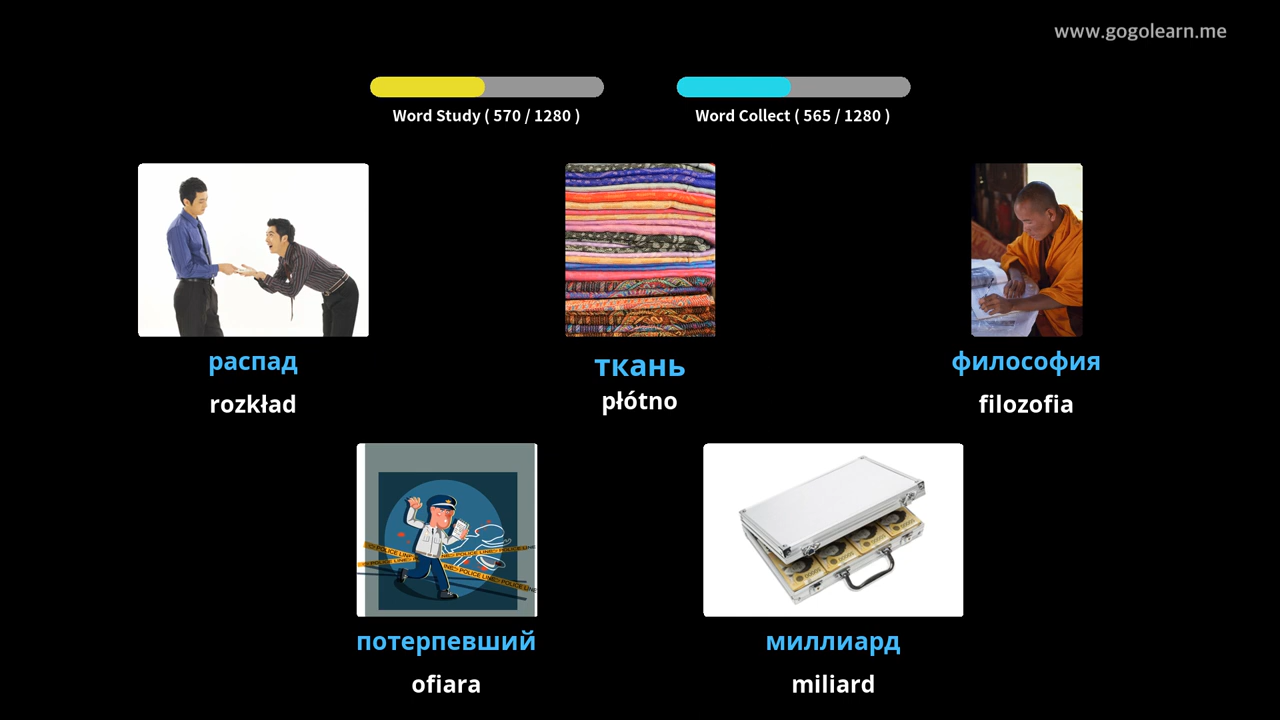 www.gogolearn.me
Word Study ( 570 / 1280 )
Word Collect ( 565 / 1280 )
распад
ткань
философия
rozkład
płótno
filozofia
потерпевший
миллиард
ofiara
miliard